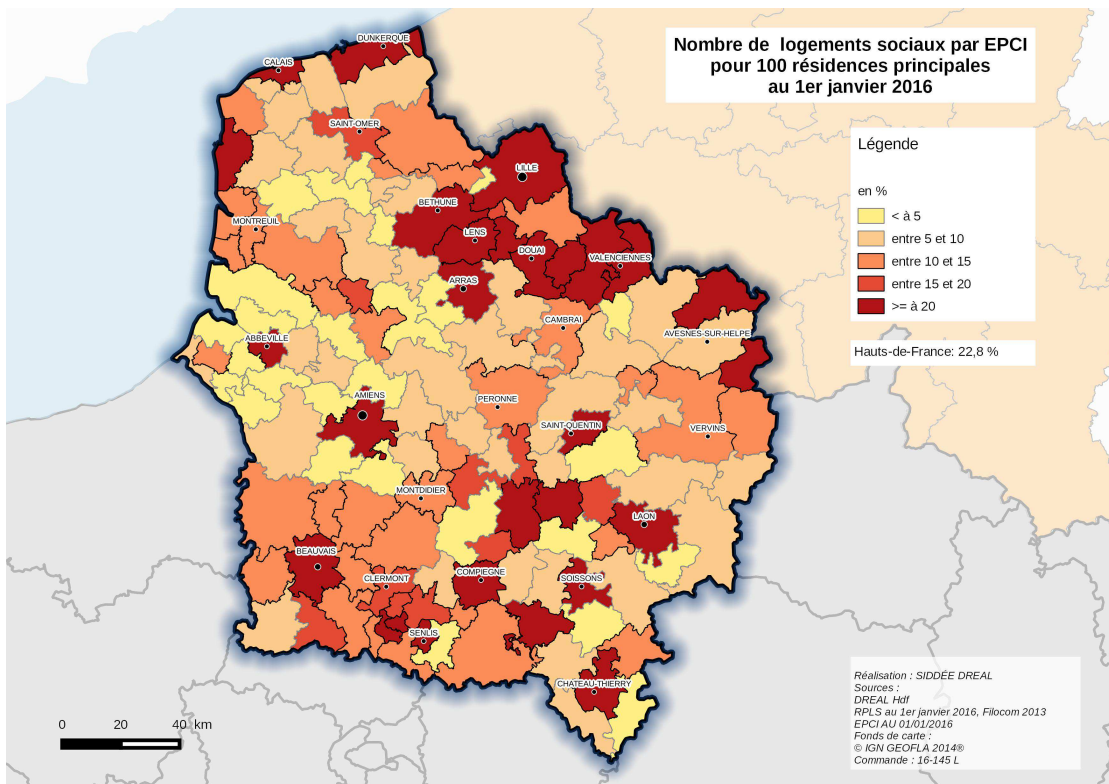 Nombre de  logements sociaux par EPCI
pour 100 résidences principales
au 1er janvier 2016
DUNKERQUE
CALAIS
SAINT-OMER
LILLE
BETHUNE
MONTREUIL
LENS
DOUAI
VALENCIENNES
ARRAS
CAMBRAI
AVESNES-SUR-HELPE
ABBEVILLE
AMIENS
PERONNE
SAINT-QUENTIN
VERVINS
MONTDIDIER
LAON
BEAUVAIS
COMPIEGNE
CLERMONT
SOISSONS
SENLIS
CHATEAU-THIERRY
Légende
en %
< à 5
entre 5 et 10
entre 10 et 15
entre 15 et 20
>= à 20
Hauts-de-France: 22,8 %
0 20 40 km
Réalisation : SIDDÉE DREAL
Sources :
DREAL Hdf
RPLS au 1er janvier 2016, Filocom 2013
EPCI AU 01/01/2016
Fonds de carte :
© IGN GEOFLA 2014®
Commande : 16-145 L